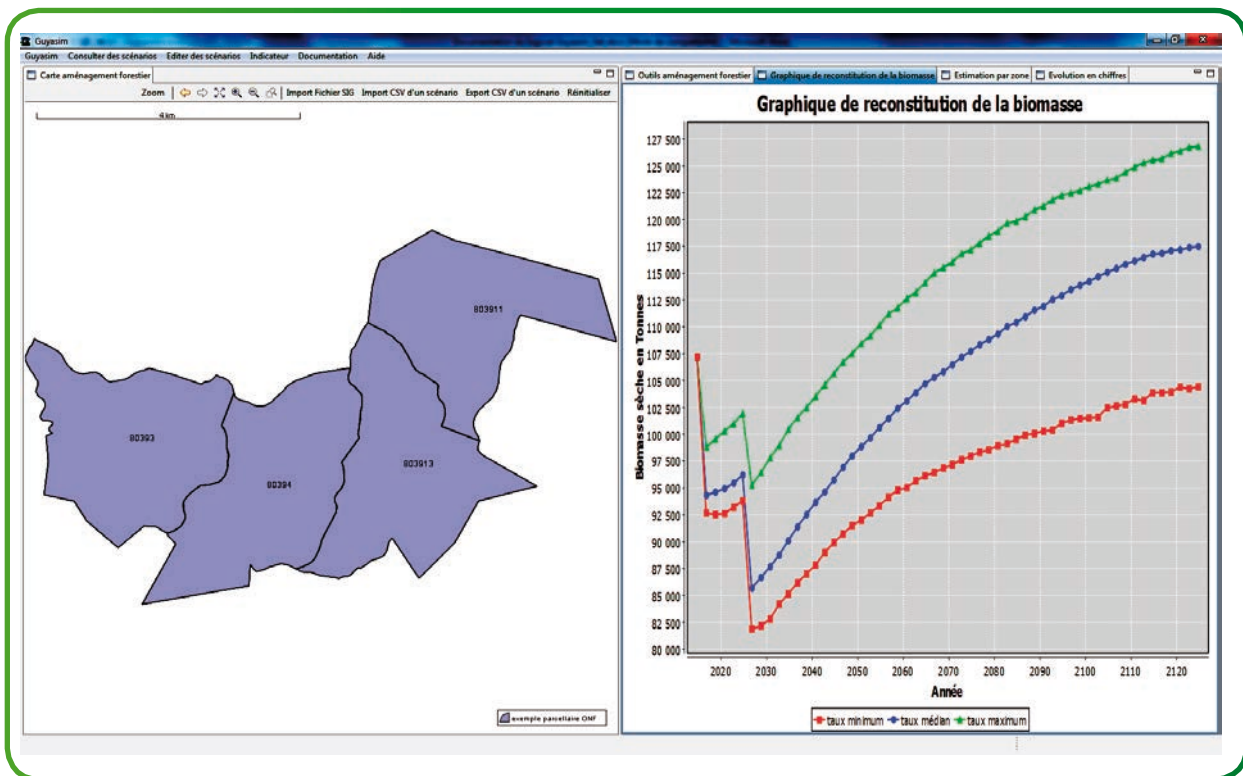 Guyasim
Guyasim Consulter des scénarios Editer des scénarios Indicateur Documentation Aide
Carte aménagement forestier
Zoom Import Fichier SIG Import CSV d'un scénario Export CSV d'un scénario Réinitialiser
4 km
803911
80393
80394
803913
exemple parcellaire ONF
Outils aménagement forestier Graphique de reconstitution de la biomasse Estimation par zone Evolution en chiffres
Graphique de reconstitution de la biomasse
Biomasse sèche en Tonnes
127 500
125 000
122 500
120 000
117 500
115 000
112 500
110 000
107 500
105 000
102 500
100 000
97 500
95 000
92 500
90 000
87 500
85 000
82 500
80 000
2020 2030 2040 2050 2060 2070 2080 2090 2100 2110 2120
Année
taux minimum taux médian taux maximum